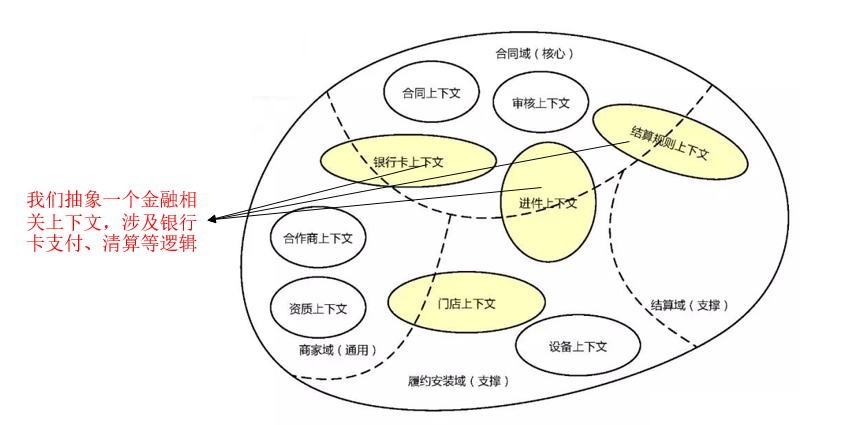 合同域（核心）
合同上下文
审核上下文
结算规则上下文
银行卡上下文
进件上下文
我们抽象一个金融相
关上下文，涉及银行
卡支付、清算等逻辑
合作商上下文
资质上下文
门店上下文
结算域（支撑）
商家域（通用）
设备上下文
履约安装域（支撑）